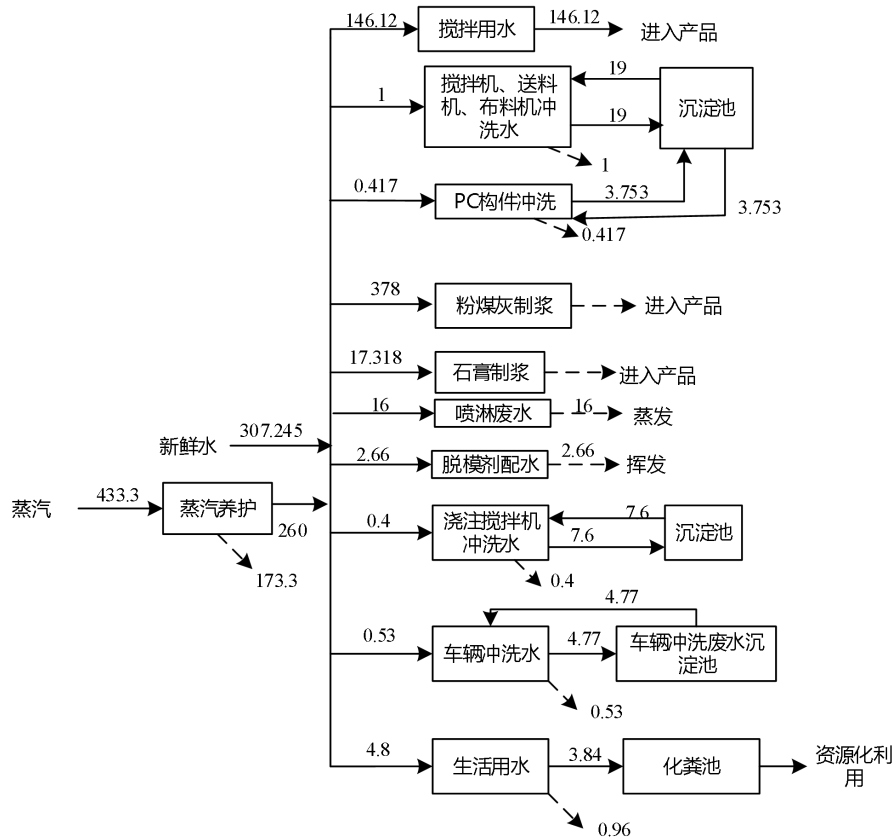 146.12
搅拌用水
146.12
进入产品
1
搅拌机、送料
机、布料机冲
洗水
19
19
沉淀池
1
0.417
PC构件冲洗
3.753
3.753
0.417
378
粉煤灰制浆
进入产品
17.318
石膏制浆
进入产品
16
喷淋废水
16
蒸发
新鲜水
307.245
2.66
脱模剂配水
2.66
挥发
蒸汽
433.3
蒸汽养护
260
173.3
0.4
浇注搅拌机
冲洗水
7.6
7.6
沉淀池
0.4
4.77
0.53
车辆冲洗水
4.77
车辆冲洗废水沉
淀池
0.53
4.8
生活用水
3.84
化粪池
资源化利
用
0.96